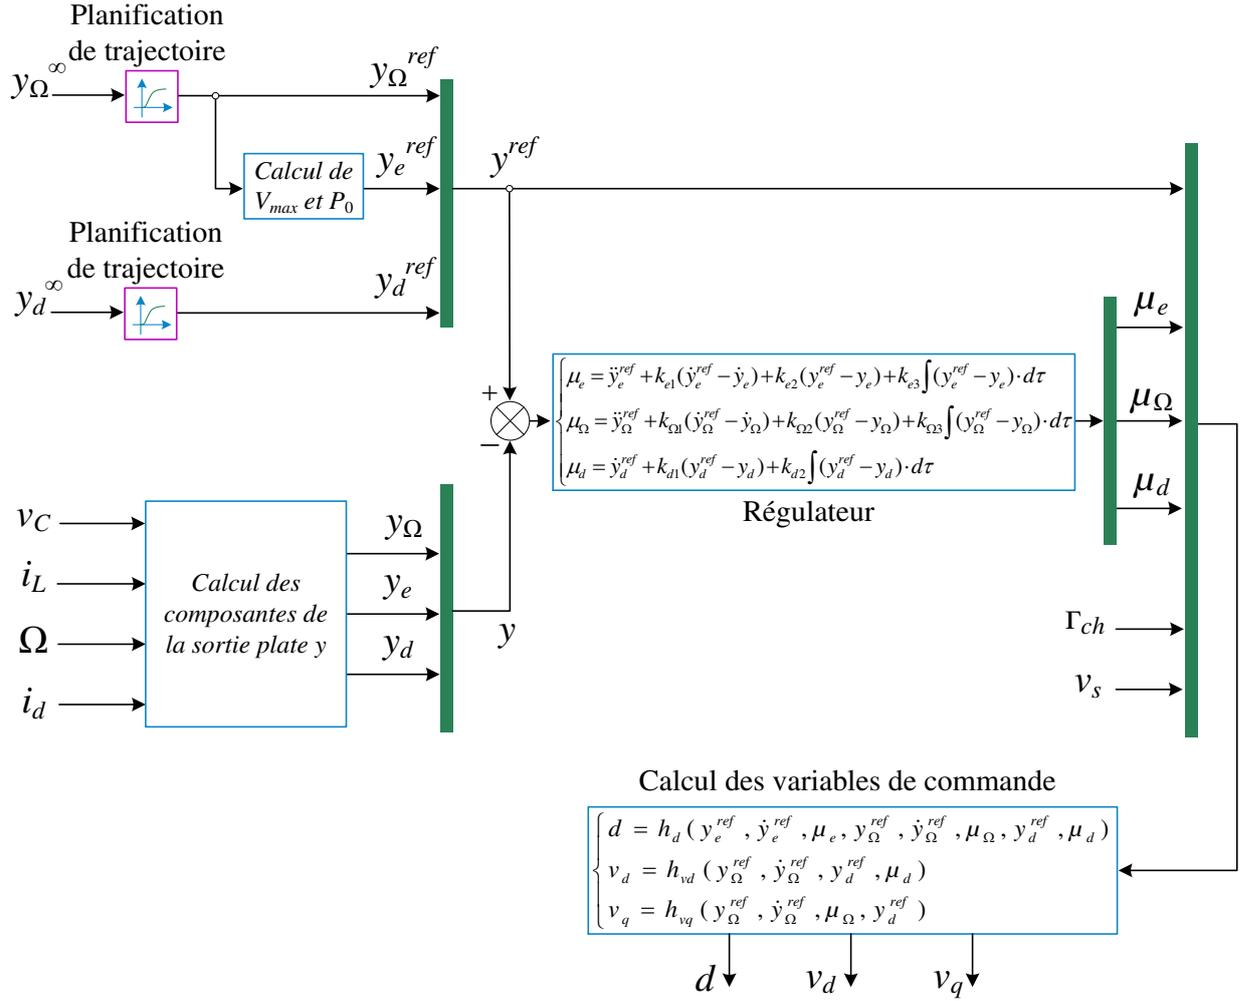 Planification
de trajectoire
y_Ω^∞
y_Ω^ref
Calcul de
V_max et P_0
y_e^ref
y^ref
Planification
de trajectoire
y_d^∞
y_d^ref
μ_e
μ_Ω
μ_d
+
−
μ_e = ÿ_e^ref + k_e1(ẏ_e^ref − ẏ_e) + k_e2(y_e^ref − y_e) + k_e3∫(y_e^ref − y_e)·dτ
μ_Ω = ÿ_Ω^ref + k_Ω1(ẏ_Ω^ref − ẏ_Ω) + k_Ω2(y_Ω^ref − y_Ω) + k_Ω3∫(y_Ω^ref − y_Ω)·dτ
μ_d = ẏ_d^ref + k_d1(y_d^ref − y_d) + k_d2∫(y_d^ref − y_d)·dτ
Régulateur
v_C
i_L
Ω
i_d
Calcul des
composantes de
la sortie plate y
y_Ω
y_e
y_d
y
Γ_ch
v_s
Calcul des variables de commande
d = h_d ( y_e^ref , ẏ_e^ref , μ_e , y_Ω^ref , ẏ_Ω^ref , μ_Ω , y_d^ref , μ_d )
v_d = h_vd ( y_Ω^ref , ẏ_Ω^ref , y_d^ref , μ_d )
v_q = h_vq ( y_Ω^ref , ẏ_Ω^ref , μ_Ω , y_d^ref )
d
v_d
v_q